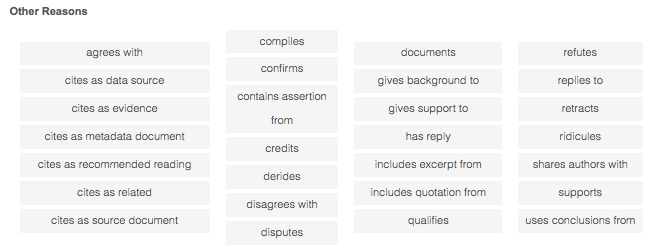 Other Reasons
agrees with
cites as data source
cites as evidence
cites as metadata document
cites as recommended reading
cites as related
cites as source document
compiles
confirms
contains assertion
from
credits
derides
disagrees with
disputes
documents
gives background to
gives support to
has reply
includes excerpt from
includes quotation from
qualifies
refutes
replies to
retracts
ridicules
shares authors with
supports
uses conclusions from